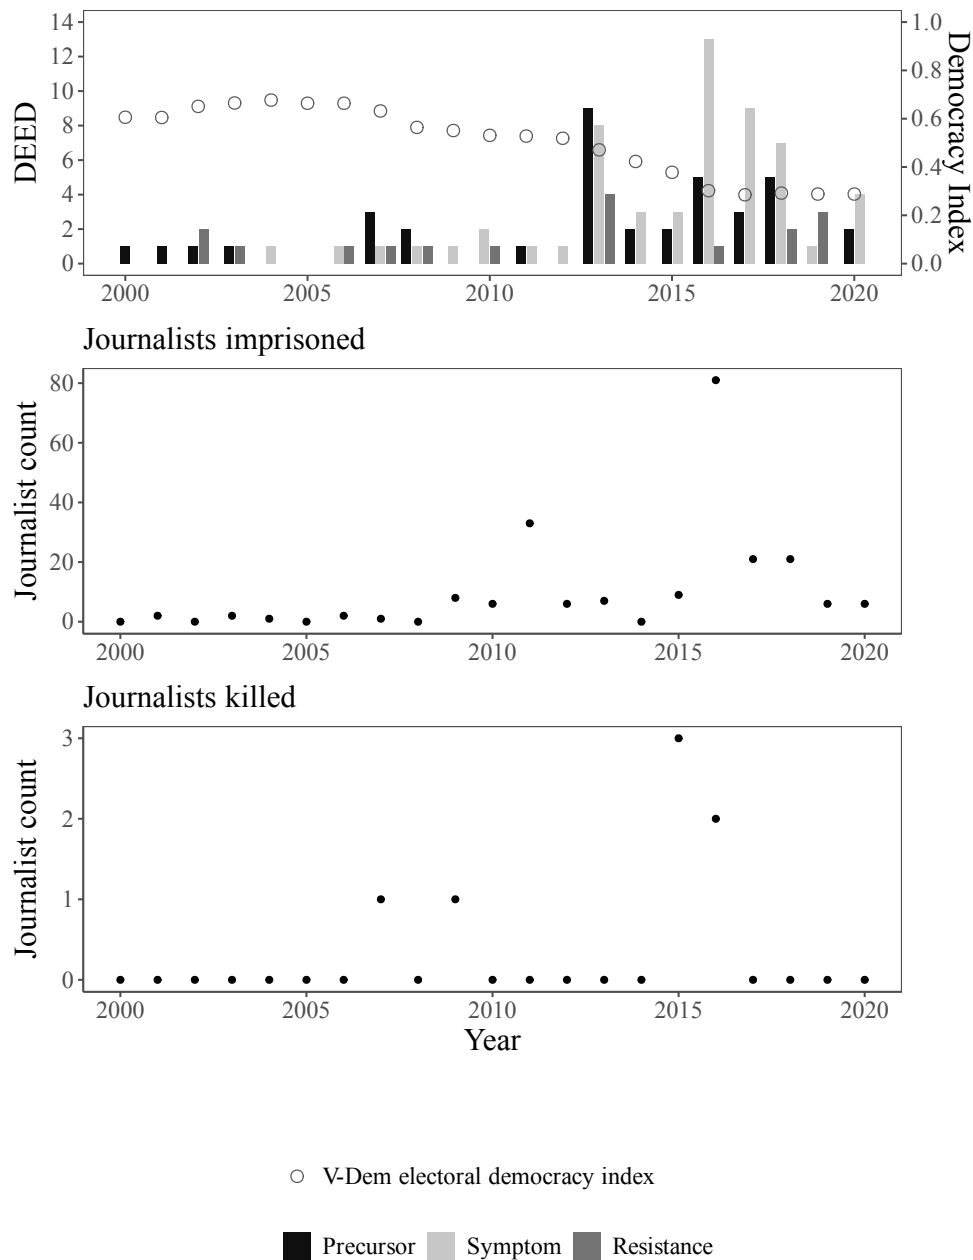 14
12
10
8
6
4
2
0
DEED
1.0
0.8
0.6
0.4
0.2
0.0
Democracy Index
2000 2005 2010 2015 2020
Journalists imprisoned
80
60
40
20
0
Journalist count
2000 2005 2010 2015 2020
Journalists killed
3
2
1
0
Journalist count
2000 2005 2010 2015 2020
Year
V-Dem electoral democracy index
Precursor Symptom Resistance